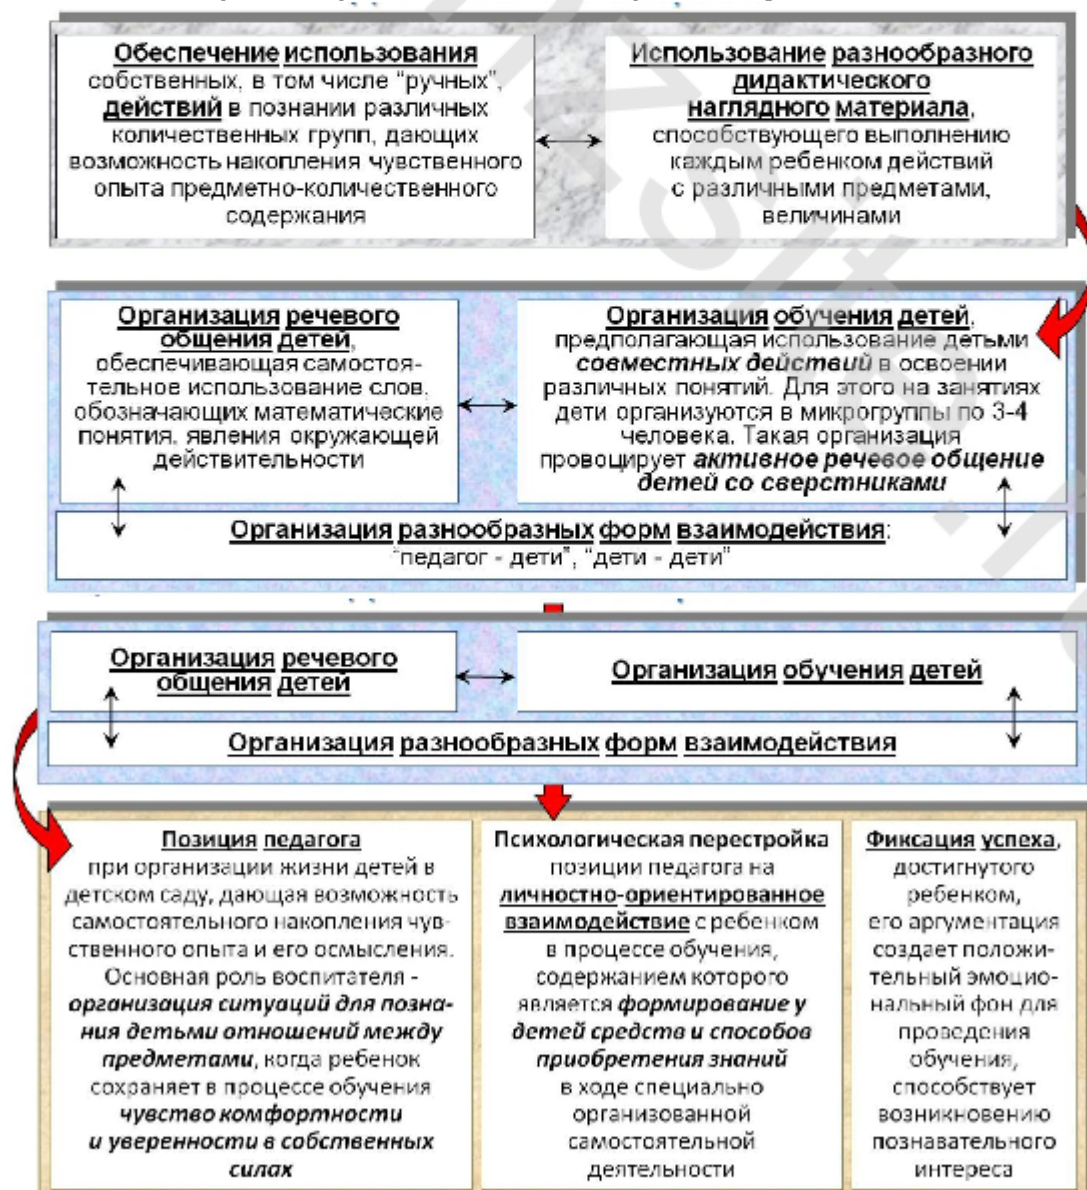 Обеспечение использования
собственных, в том числе “ручных”,
действий в познании различных
количественных групп, дающих
возможность накопления чувственного
опыта предметно-количественного
содержания
Использование разнообразного
дидактического
наглядного материала,
способствующего выполнению
каждым ребенком действий
с различными предметами,
величинами
Организация речевого
общения детей,
обеспечивающая самостоя-
тельное использование слов,
обозначающих математические
понятия, явления окружающей
действительности
Организация обучения детей,
предполагающая использование детьми
совместных действий в освоении
различных понятий. Для этого на занятиях
дети организуются в микрогруппы по 3-4
человека. Такая организация
провоцирует активное речевое общение
детей со сверстниками
Организация разнообразных форм взаимодействия:
“педагог - дети”, “дети - дети”
Организация речевого
общения детей
Организация обучения детей
Организация разнообразных форм взаимодействия
Позиция педагога
при организации жизни детей в
детском саду, дающая возможность
самостоятельного накопления чув-
ственного опыта и его осмысления.
Основная роль воспитателя -
организация ситуаций для позна-
ния детьми отношений между
предметами, когда ребенок
сохраняет в процессе обучения
чувство комфортности
и уверенности в собственных
силах
Психологическая перестройка
позиции педагога на
личностно-ориентированное
взаимодействие с ребенком
в процессе обучения,
содержанием которого
является формирование у
детей средств и способов
приобретения знаний
в ходе специально
организованной
самостоятельной
деятельности
Фиксация успеха,
достигнутого
ребенком,
его аргументация
создает положи-
тельный эмоцио-
нальный фон для
проведения
обучения,
способствует
возникновению
познавательного
интереса